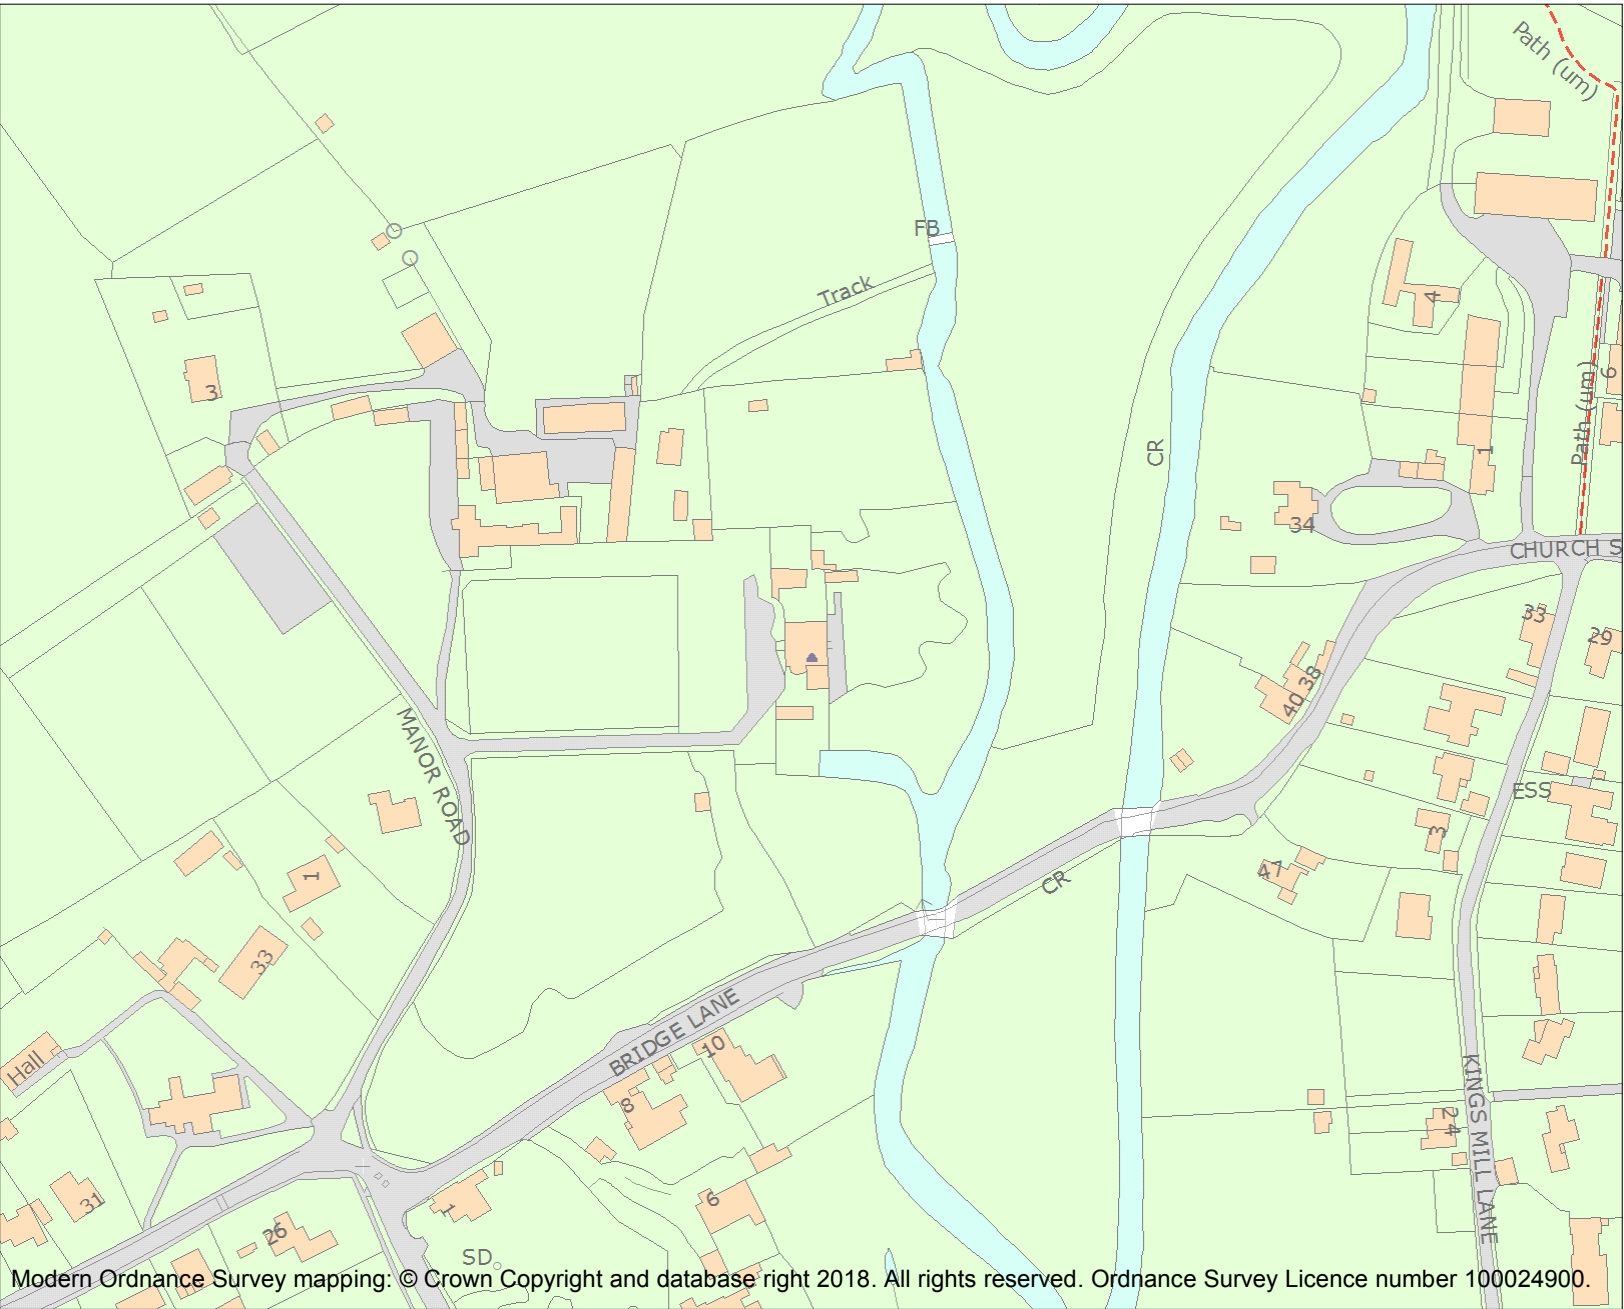 Path (um)
FB
Track
4
3
6
CR
Path (um)
1
34
CHURCH S
33
29
40 38
MANOR ROAD
ESS
3
1
47
CR
33
BRIDGE LANE
10
Hall
8
KINGS MILL LANE
24
31
1
6
26
SD
Modern Ordnance Survey mapping: © Crown Copyright and database right 2018. All rights reserved. Ordnance Survey Licence number 100024900.